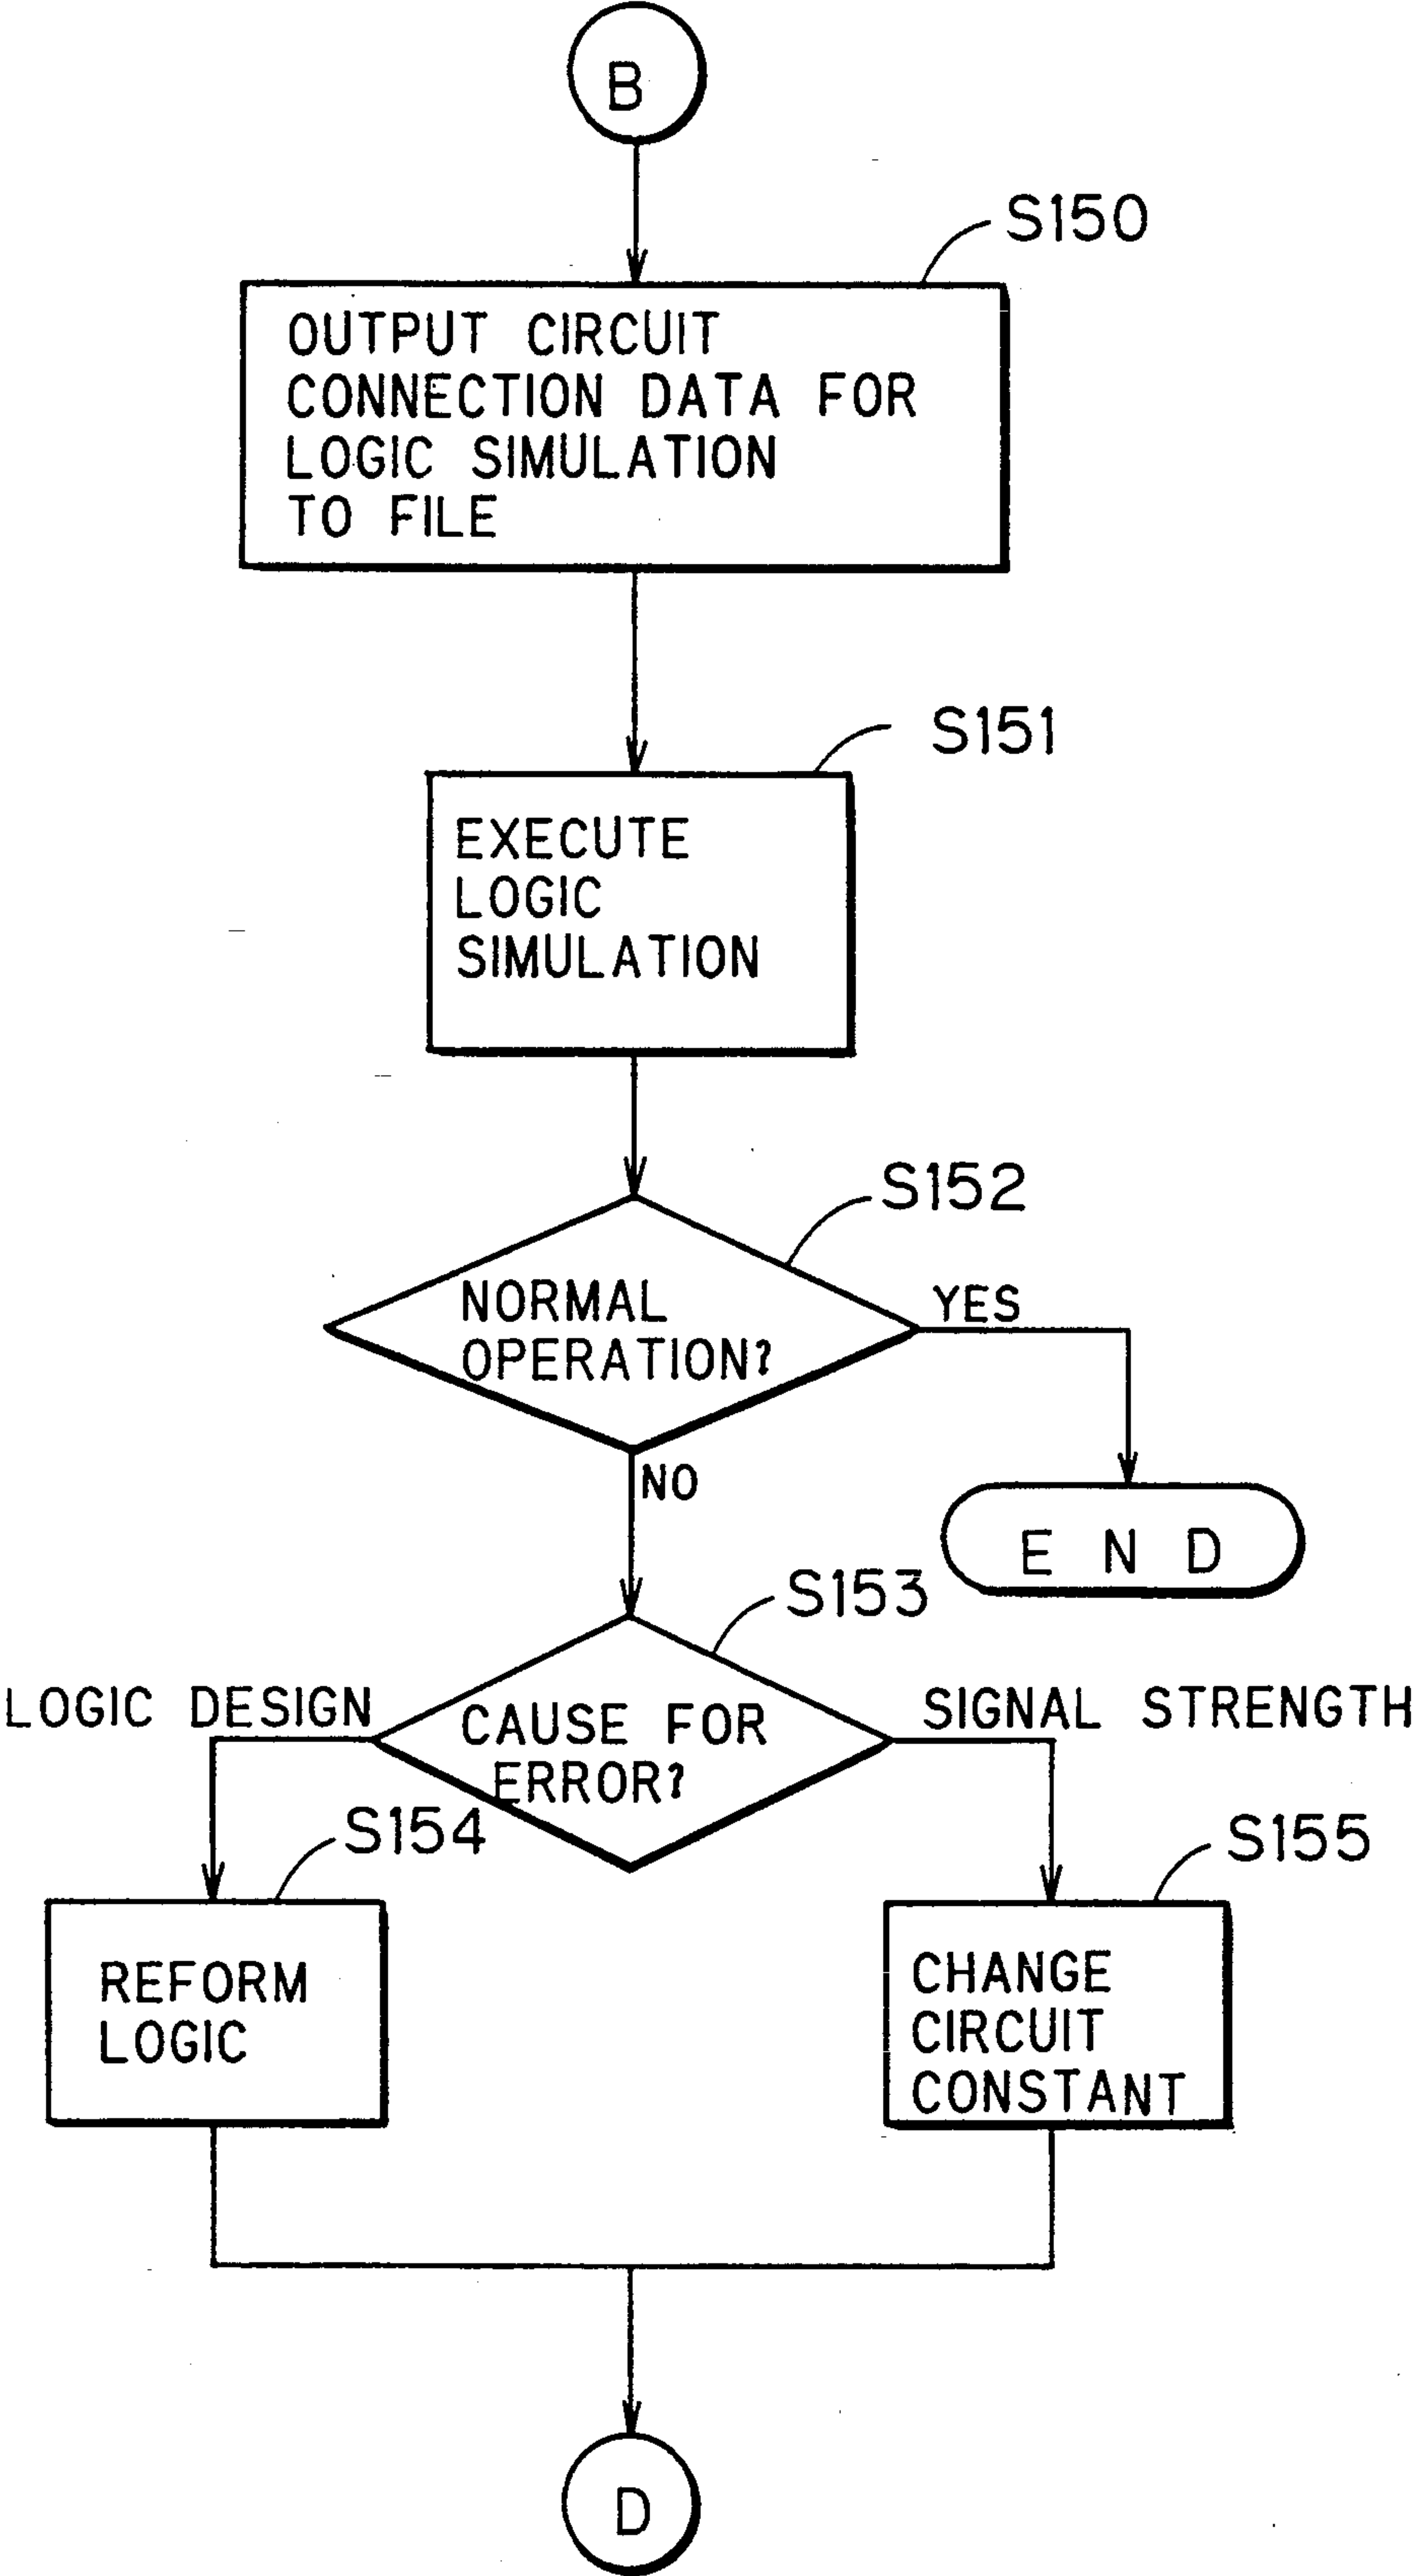 B
S150
OUTPUT CIRCUIT
CONNECTION DATA FOR
LOGIC SIMULATION
TO FILE
S151
EXECUTE
LOGIC
SIMULATION
S152
NORMAL
OPERATION?
YES
NO
E N D
S153
LOGIC DESIGN
CAUSE FOR
ERROR?
SIGNAL STRENGTH
S154
S155
REFORM
LOGIC
CHANGE
CIRCUIT
CONSTANT
D